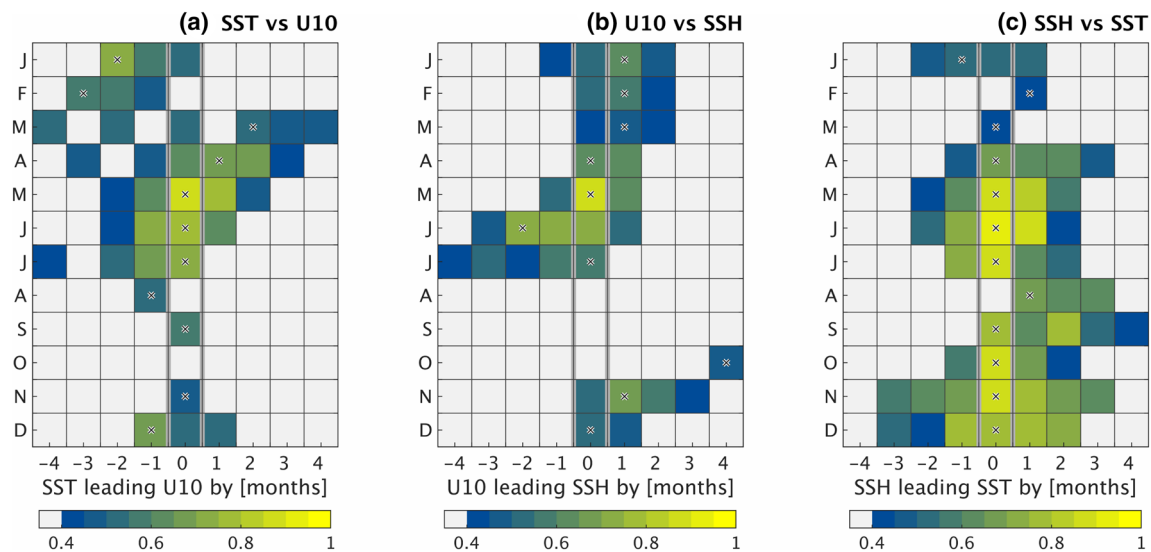 (a) SST vs U10
J
F
M
A
M
J
J
A
S
O
N
D
−4 −3 −2 −1 0 1 2 3 4
SST leading U10 by [months]
0.4 0.6 0.8 1
(b) U10 vs SSH
J
F
M
A
M
J
J
A
S
O
N
D
−4 −3 −2 −1 0 1 2 3 4
U10 leading SSH by [months]
0.4 0.6 0.8 1
(c) SSH vs SST
J
F
M
A
M
J
J
A
S
O
N
D
−4 −3 −2 −1 0 1 2 3 4
SSH leading SST by [months]
0.4 0.6 0.8 1